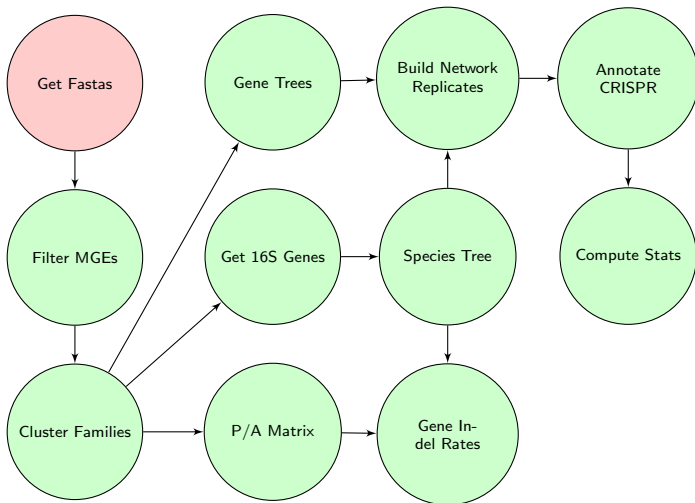 Get Fastas
Gene Trees
Build Network
Replicates
Annotate
CRISPR
Filter MGEs
Get 16S Genes
Species Tree
Compute Stats
Cluster Families
P/A Matrix
Gene In-
del Rates